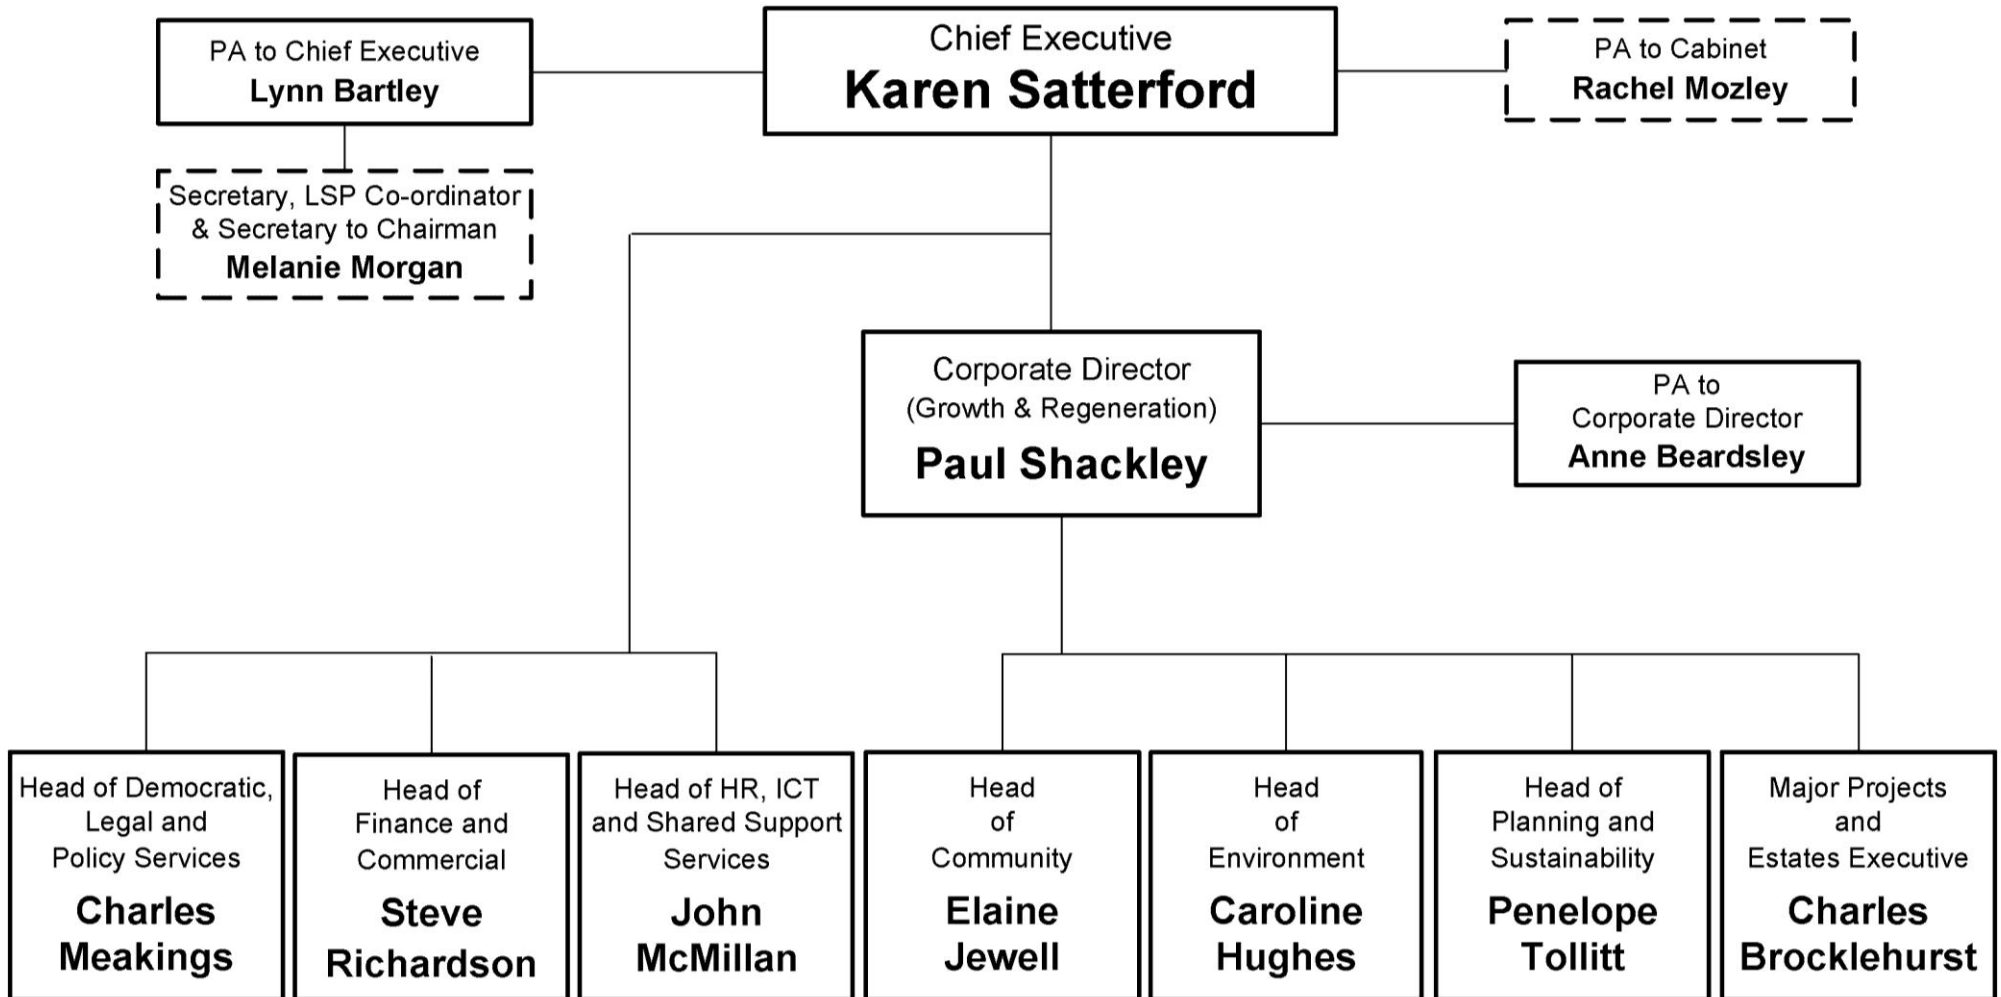 PA to Chief Executive
Lynn Bartley
Chief Executive
Karen Satterford
PA to Cabinet
Rachel Mozley
Secretary, LSP Co-ordinator
& Secretary to Chairman
Melanie Morgan
Corporate Director
(Growth & Regeneration)
Paul Shackley
PA to
Corporate Director
Anne Beardsley
Head of Democratic,
Legal and
Policy Services
Charles
Meakings
Head of
Finance and
Commercial
Steve
Richardson
Head of HR, ICT
and Shared Support
Services
John
McMillan
Head
of
Community
Elaine
Jewell
Head
of
Environment
Caroline
Hughes
Head of
Planning and
Sustainability
Penelope
Tollitt
Major Projects
and
Estates Executive
Charles
Brocklehurst